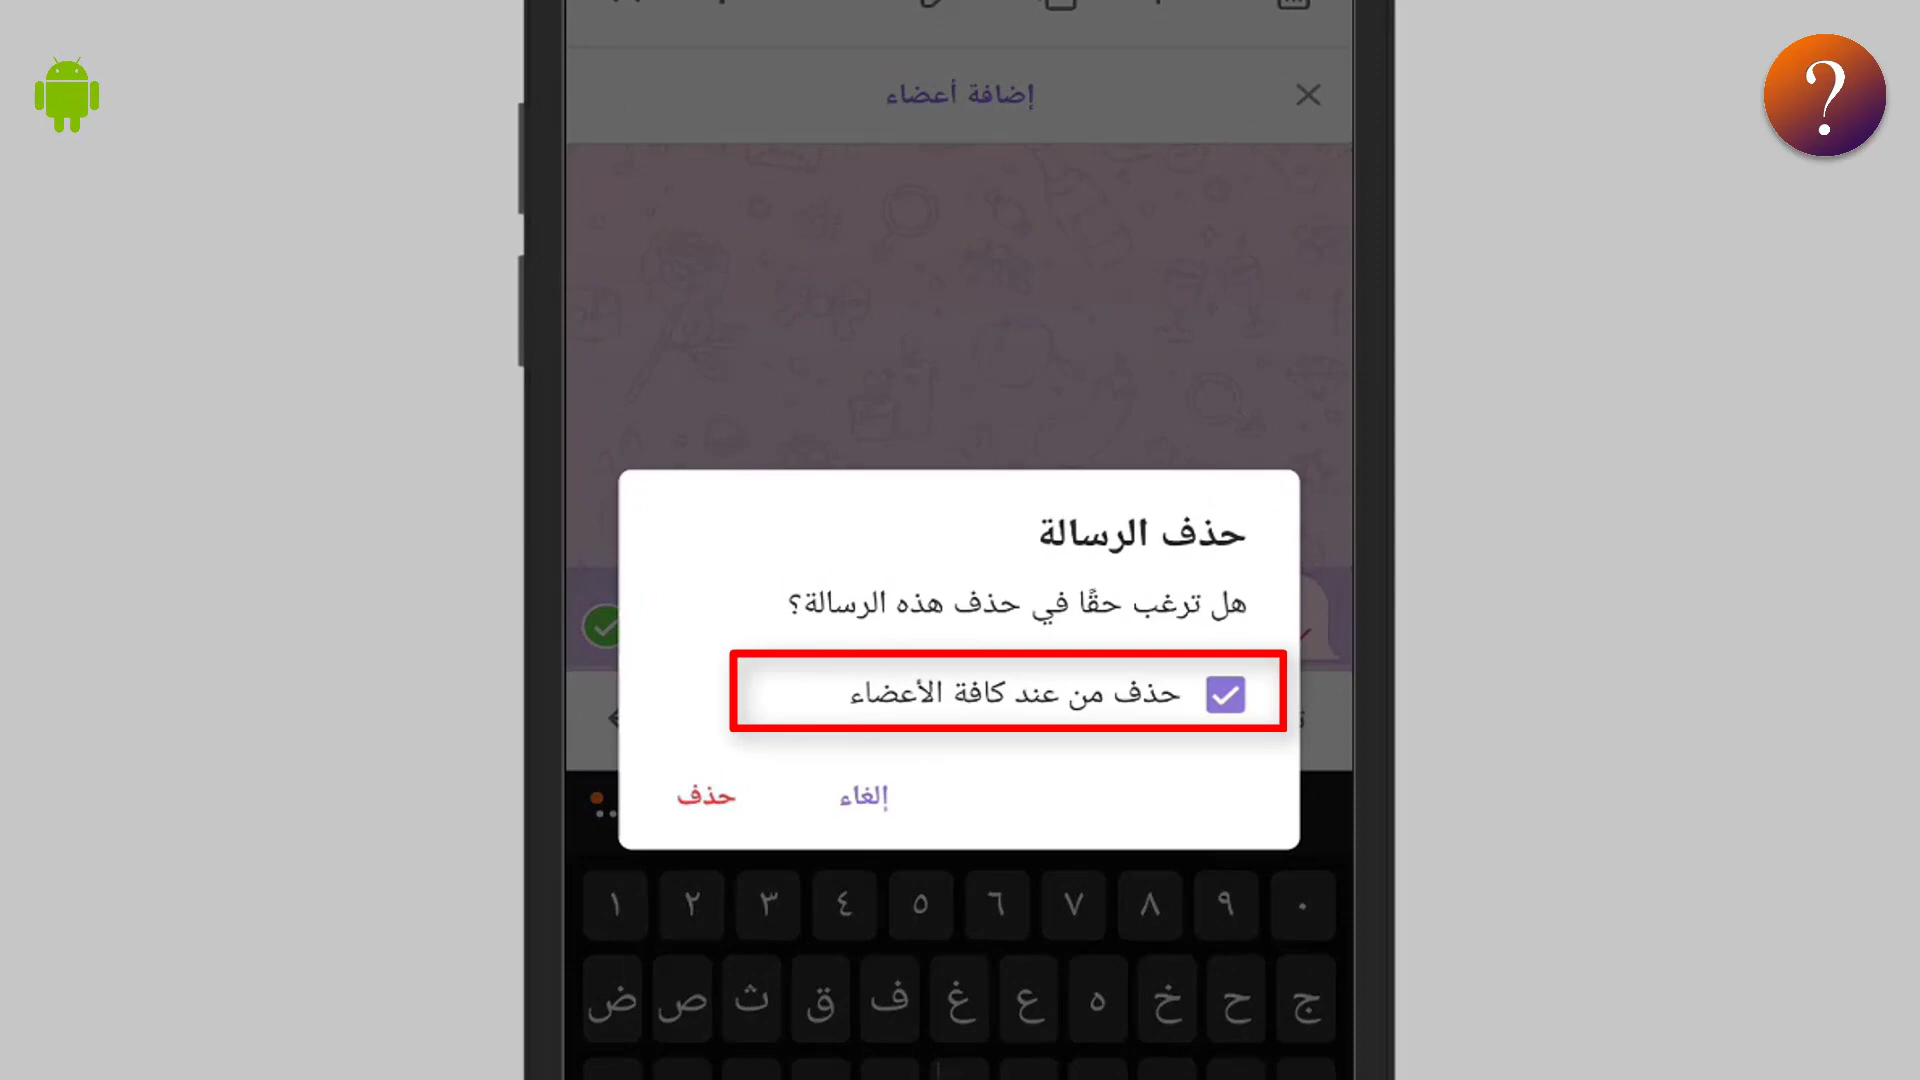 ?
إضافة أعضاء
حذف الرسالة
هل ترغب حقًا في حذف هذه الرسالة؟
حذف من عند كافة الأعضاء
إلغاء
حذف
١ ٢ ٣ ٤ ٥ ٦ ٧ ٨ ٩ ٠
ض ص ث ق ف غ ع ه خ ح ج